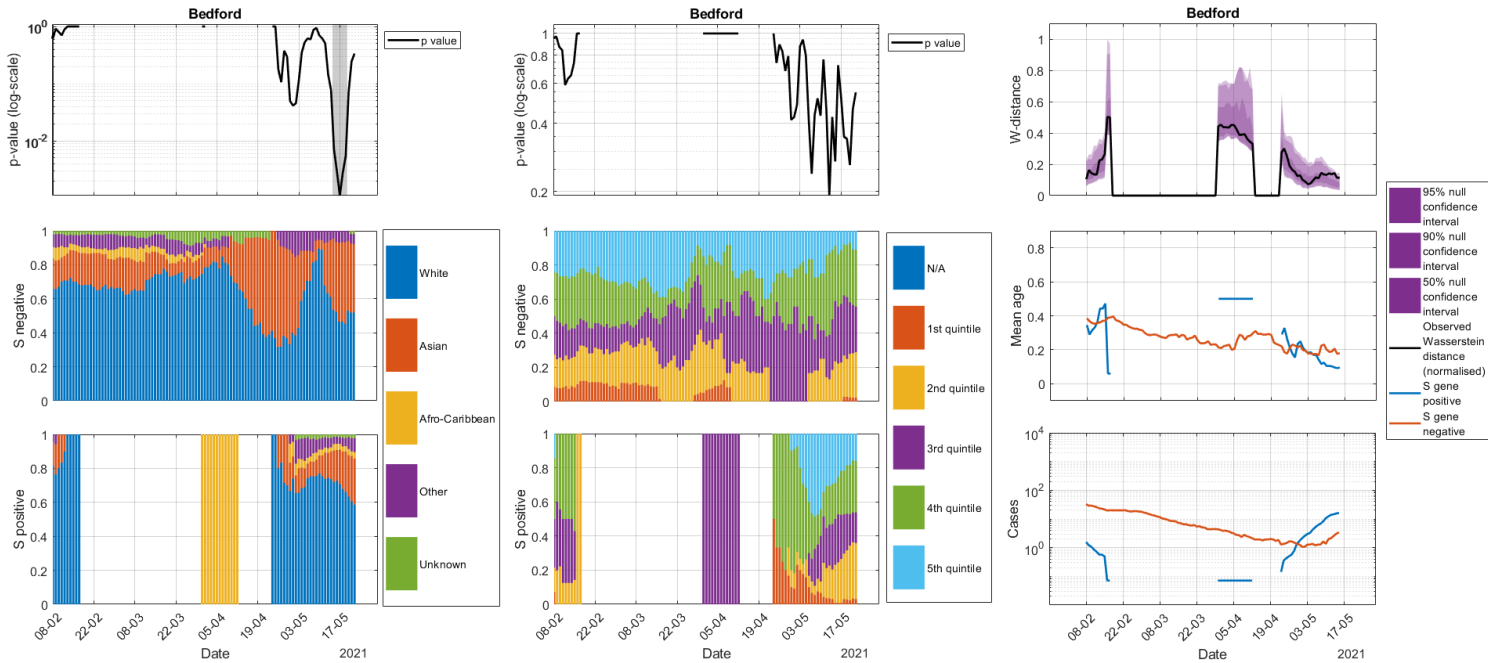 Bedford
10^0
10^-2
p-value (log-scale)
p value
1
0.8
0.6
0.4
0.2
0
S negative
White
Asian
Afro-Caribbean
Other
Unknown
1
0.8
0.6
0.4
0.2
0
S positive
08-02
22-02
08-03
22-03
05-04
19-04
03-05
17-05
Date
2021
Bedford
1
0.8
0.6
0.4
0.2
p-value (log-scale)
p value
1
0.8
0.6
0.4
0.2
0
S negative
N/A
1st quintile
2nd quintile
3rd quintile
4th quintile
5th quintile
1
0.8
0.6
0.4
0.2
0
S positive
08-02
22-02
08-03
22-03
05-04
19-04
03-05
17-05
Date
2021
Bedford
1
0.8
0.6
0.4
0.2
0
W-distance
0.8
0.6
0.4
0.2
0
Mean age
10^4
10^2
10^0
Cases
08-02
22-02
08-03
22-03
05-04
19-04
03-05
17-05
Date
2021
95% null
confidence
interval
90% null
confidence
interval
50% null
confidence
interval
Observed
Wasserstein
distance
(normalised)
S gene
positive
S gene
negative